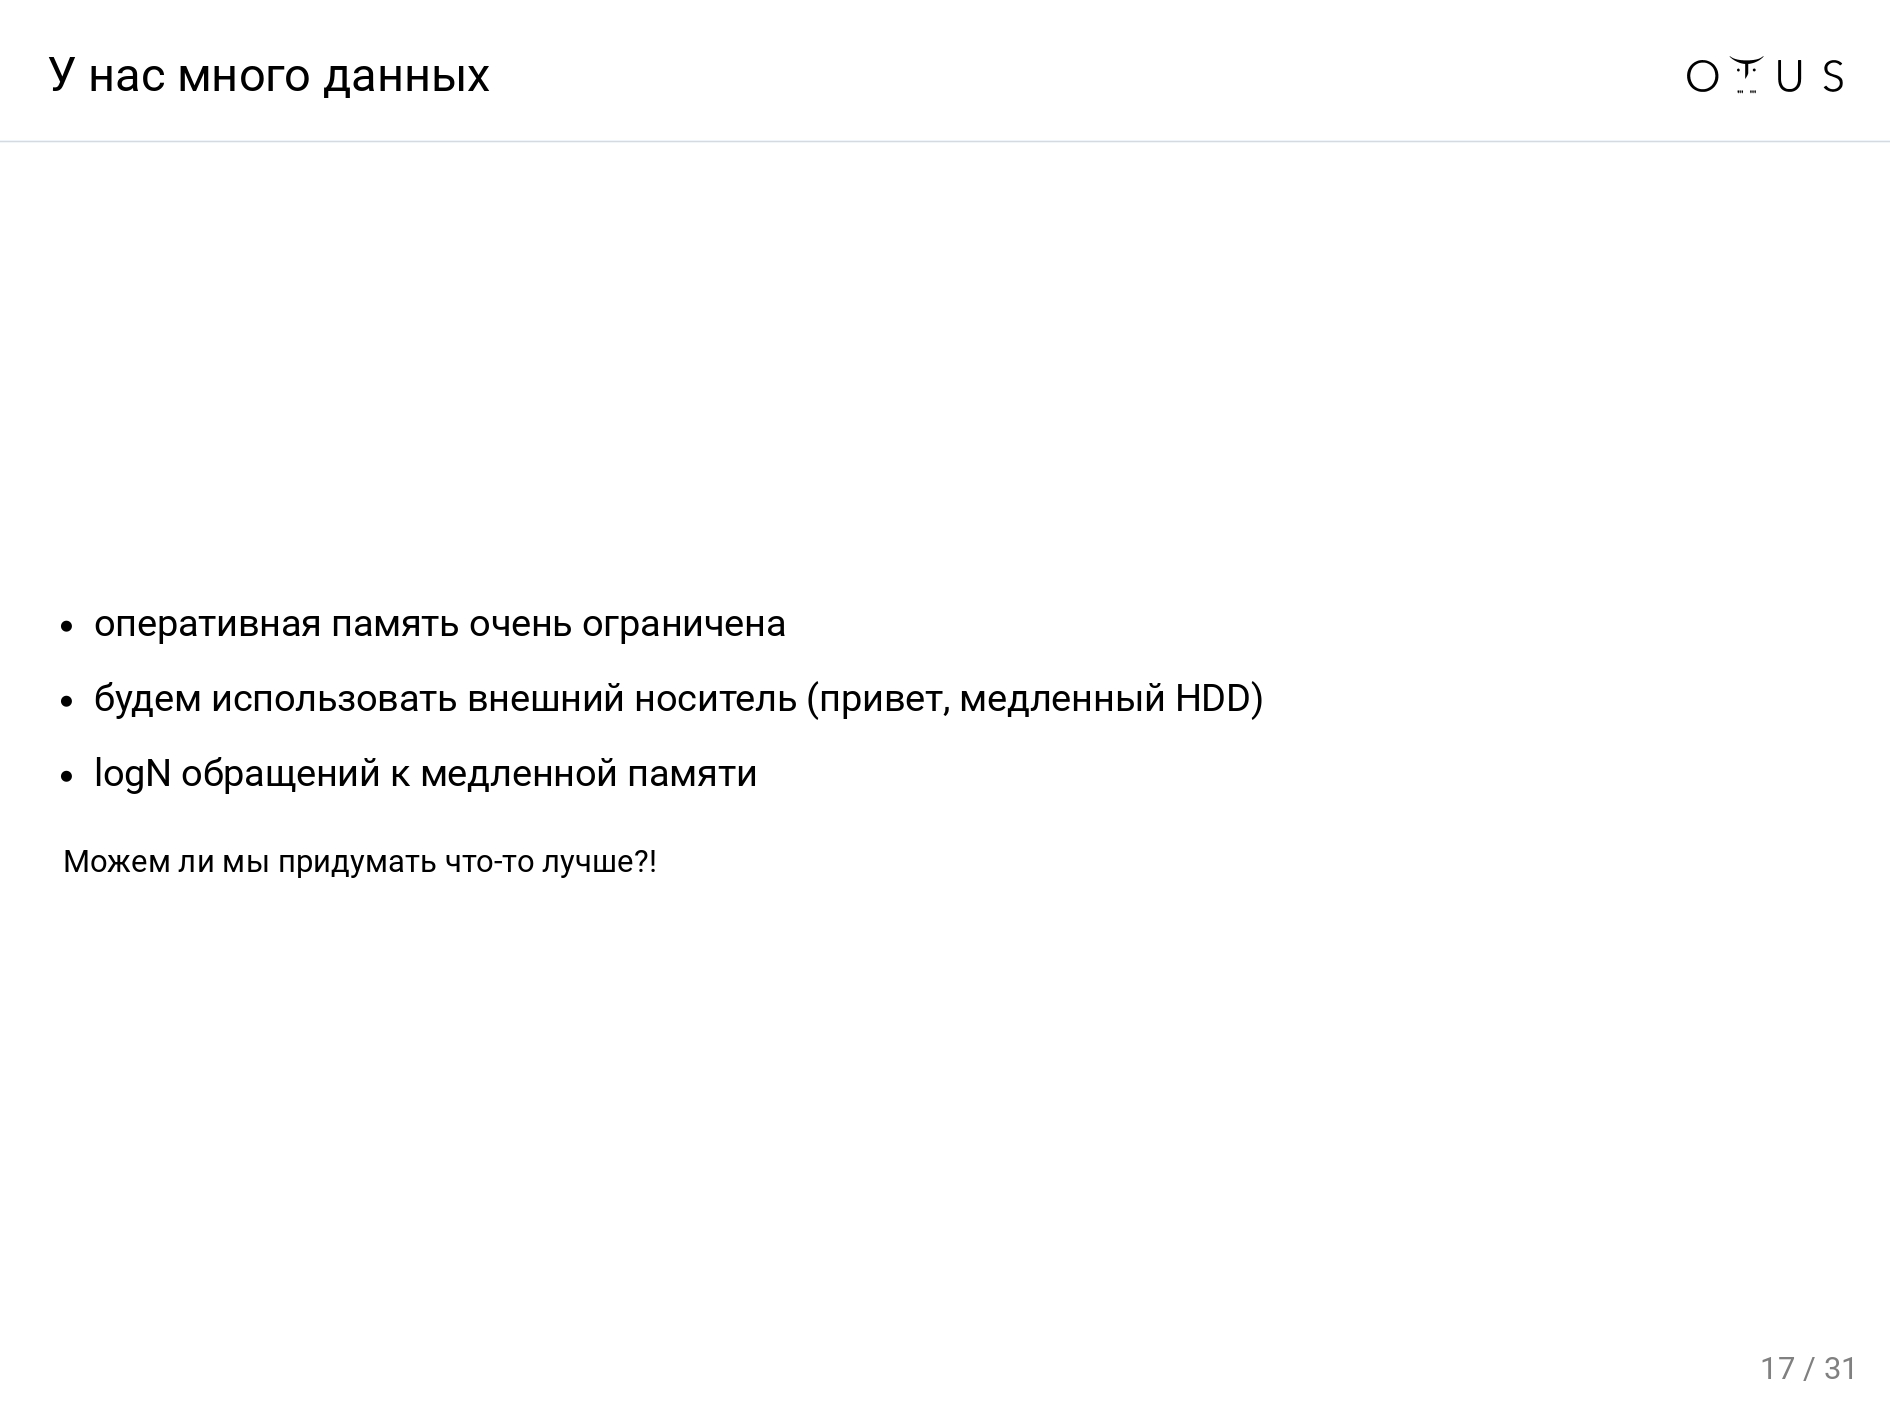 У нас много данных
OTUS
• оперативная память очень ограничена
• будем использовать внешний носитель (привет, медленный HDD)
• logN обращений к медленной памяти
Можем ли мы придумать что-то лучше?!
17 / 31